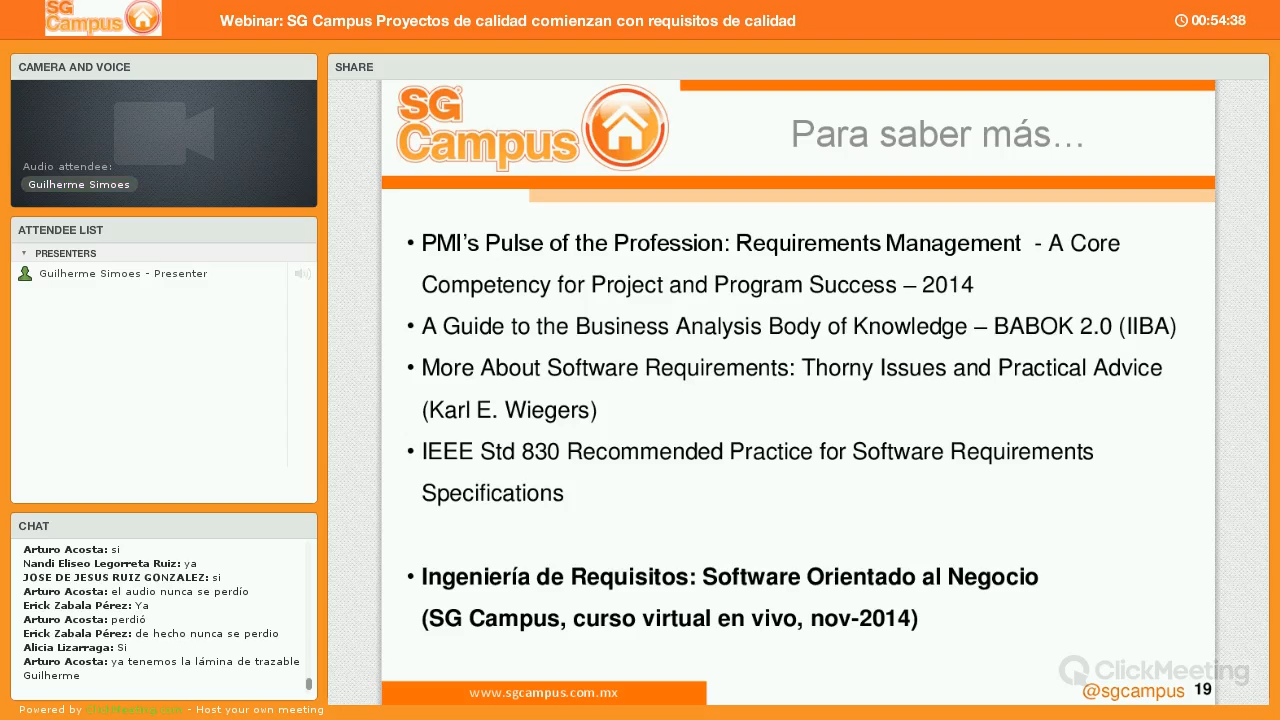 SG Campus
Webinar: SG Campus Proyectos de calidad comienzan con requisitos de calidad
00:54:38
CAMERA AND VOICE
Audio attendee:
Guilherme Simoes
ATTENDEE LIST
PRESENTERS
Guilherme Simoes - Presenter
CHAT
Arturo Acosta: si
Nandi Eliseo Legorreta Ruiz: ya
JOSE DE JESUS RUIZ GONZALEZ: si
Arturo Acosta: el audio nunca se perdío
Erick Zabala Pérez: Ya
Arturo Acosta: perdió
Erick Zabala Pérez: de hecho nunca se perdio
Alicia Lizarraga: Si
Arturo Acosta: ya tenemos la lámina de trazable
Guilherme
Powered by ClickMeeting.com - Host your own meeting
SHARE
SG
Campus
Para saber más...
• PMI's Pulse of the Profession: Requirements Management - A Core
Competency for Project and Program Success – 2014
• A Guide to the Business Analysis Body of Knowledge – BABOK 2.0 (IIBA)
• More About Software Requirements: Thorny Issues and Practical Advice
(Karl E. Wiegers)
• IEEE Std 830 Recommended Practice for Software Requirements
Specifications
• Ingeniería de Requisitos: Software Orientado al Negocio
(SG Campus, curso virtual en vivo, nov-2014)
www.sgcampus.com.mx
ClickMeeting
@sgcampus 19